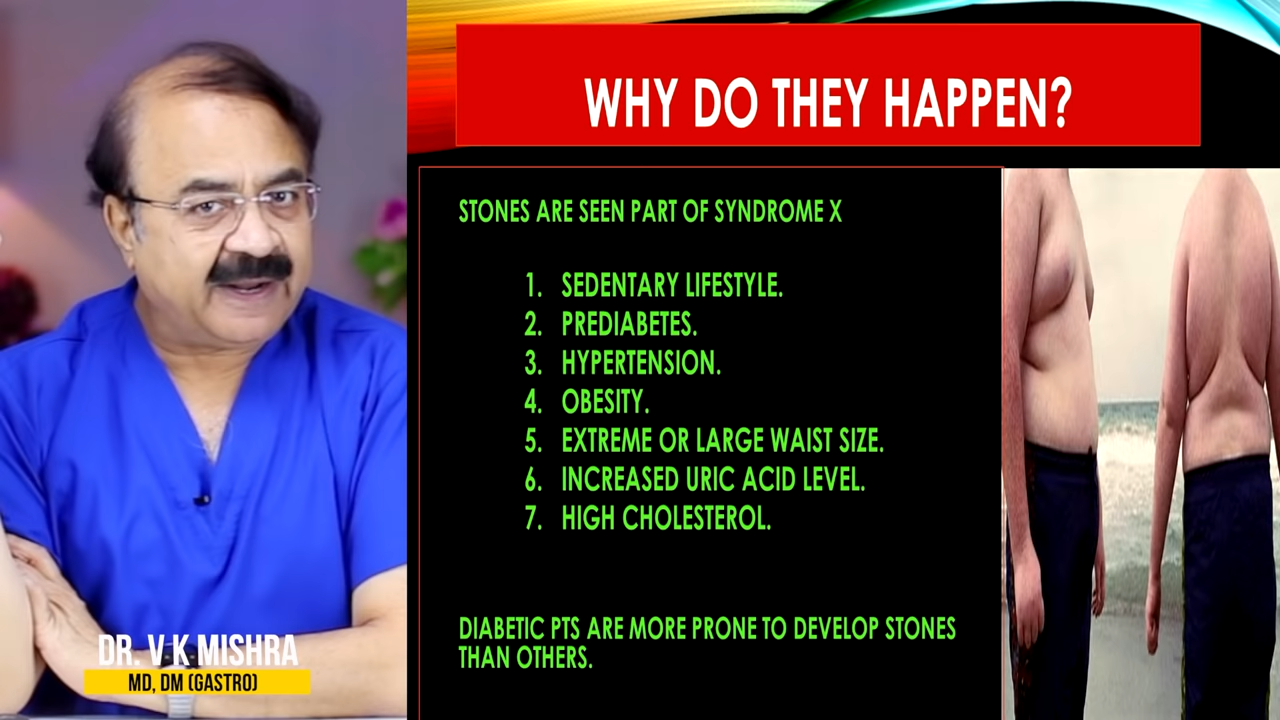 WHY DO THEY HAPPEN?
STONES ARE SEEN PART OF SYNDROME X
1. SEDENTARY LIFESTYLE.
2. PREDIABETES.
3. HYPERTENSION.
4. OBESITY.
5. EXTREME OR LARGE WAIST SIZE.
6. INCREASED URIC ACID LEVEL.
7. HIGH CHOLESTEROL.
DIABETIC PTS ARE MORE PRONE TO DEVELOP STONES
THAN OTHERS.
DR. V K MISHRA
MD, DM (GASTRO)